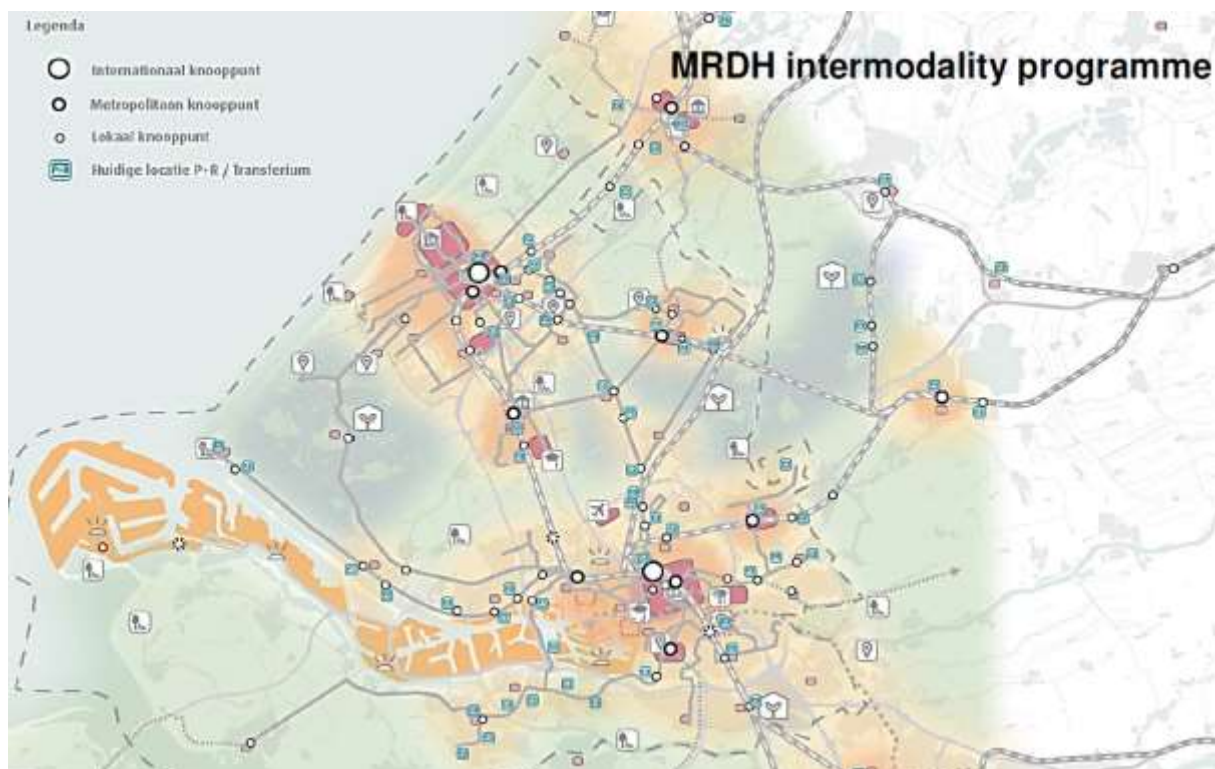 Legenda
MRDH intermodality programme
Internationaal knooppunt
Metropolitaan knooppunt
Lokaal knooppunt
Huidige locatie P+R / Transferium